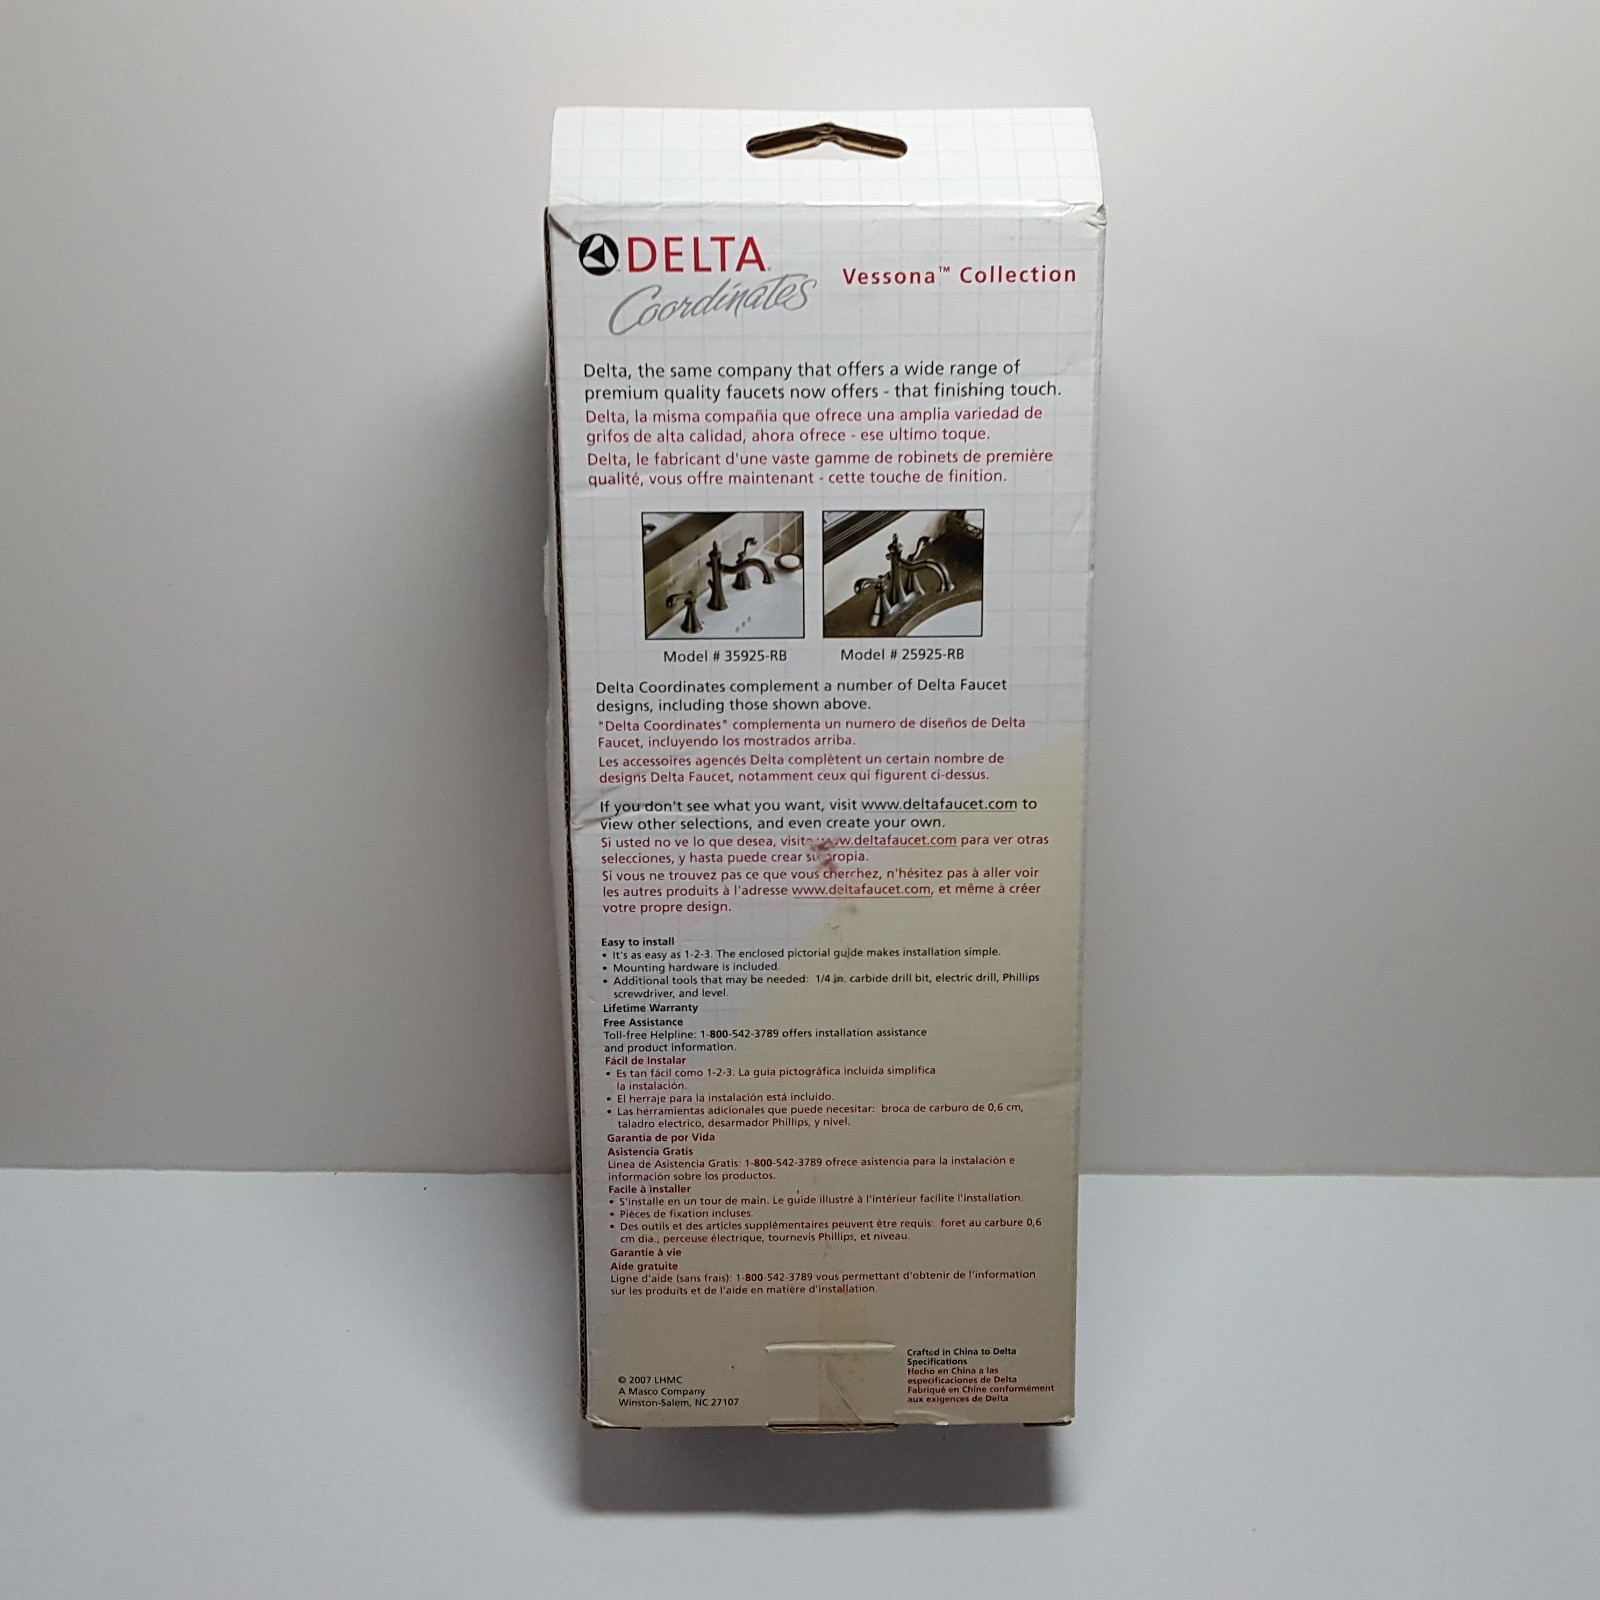 DELTA
Coordinates
Vessona™ Collection
Delta, the same company that offers a wide range of
premium quality faucets now offers - that finishing touch.
Delta, la misma compañia que ofrece una amplia variedad de
grifos de alta calidad, ahora ofrece - ese ultimo toque.
Delta, le fabricant d'une vaste gamme de robinets de première
qualité, vous offre maintenant - cette touche de finition.
Model # 35925-RB
Model # 25925-RB
Delta Coordinates complement a number of Delta Faucet
designs, including those shown above.
"Delta Coordinates" complementa un numero de diseños de Delta
Faucet, incluyendo los mostrados arriba.
Les accessoires agencés Delta complètent un certain nombre de
designs Delta Faucet, notamment ceux qui figurent ci-dessus.
If you don't see what you want, visit www.deltafaucet.com to
view other selections, and even create your own.
Si usted no ve lo que desea, visite www.deltafaucet.com para ver otras
selecciones, y hasta puede crear su propia.
Si vous ne trouvez pas ce que vous cherchez, n'hésitez pas à aller voir
les autres produits à l'adresse www.deltafaucet.com, et même à créer
votre propre design.
Easy to install
• It's as easy as 1-2-3. The enclosed pictorial guide makes installation simple.
• Mounting hardware is included.
• Additional tools that may be needed: 1/4 in. carbide drill bit, electric drill, Phillips
screwdriver, and level.
Lifetime Warranty
Free Assistance
Toll-free Helpline: 1-800-542-3789 offers installation assistance
and product information.
Fácil de Instalar
• Es tan fácil como 1-2-3. La guía pictográfica incluida simplifica
la instalación.
• El herraje para la instalación está incluido.
• Las herramientas adicionales que puede necesitar: broca de carburo de 0,6 cm,
taladro electrico, desarmador Phillips, y nivel.
Garantia de por Vida
Asistencia Gratis
Linea de Asistencia Gratis: 1-800-542-3789 ofrece asistencia para la instalación e
información sobre los productos.
Facile à installer
• S'installe en un tour de main. Le guide illustré à l'intérieur facilite l'installation.
• Pièces de fixation incluses.
• Des outils et des articles supplémentaires peuvent être requis: foret au carbure 0,6
cm dia., perceuse électrique, tournevis Phillips, et niveau.
Garantie à vie
Aide gratuite
Ligne d'aide (sans frais): 1-800-542-3789 vous permettant d'obtenir de l'information
sur les produits et de l'aide en matière d'installation.
© 2007 LHMC
A Masco Company
Winston-Salem, NC 27107
Crafted in China to Delta
Specifications
Hecho en China a las
especificaciones de Delta
Fabriqué en Chine conformément
aux exigences de Delta